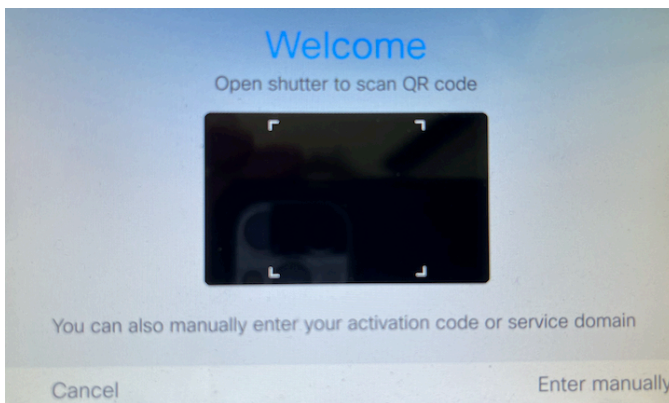 Welcome
Open shutter to scan QR code
You can also manually enter your activation code or service domain
Cancel
Enter manually